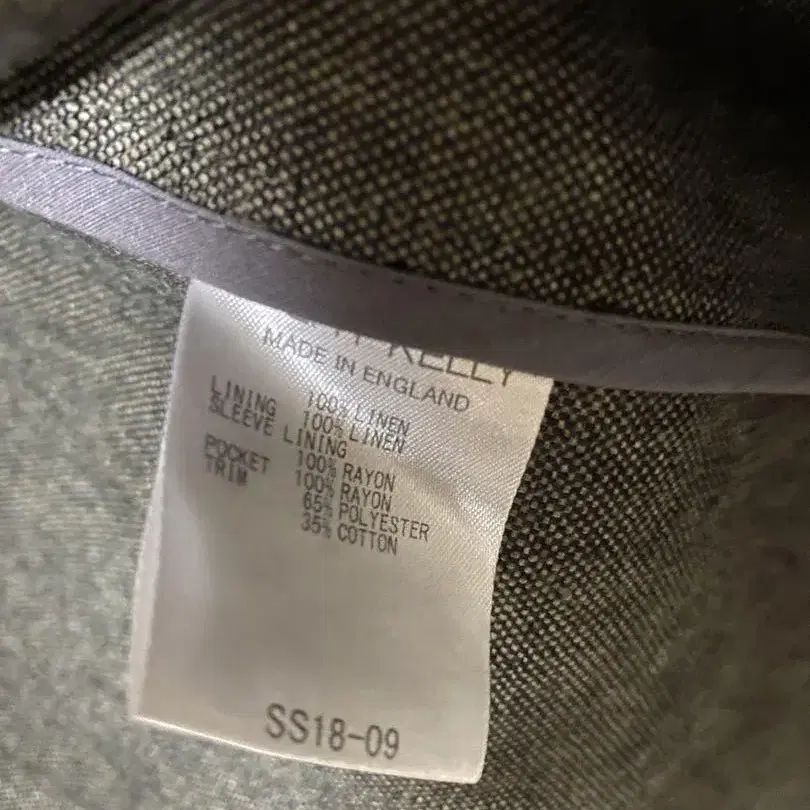 KELLY
MADE IN ENGLAND
100% LINEN
LINING 100% LINEN
SLEEVE LINING
100% RAYON
POCKET 100% RAYON
TRIM 65% POLYESTER
35% COTTON
SS18-09